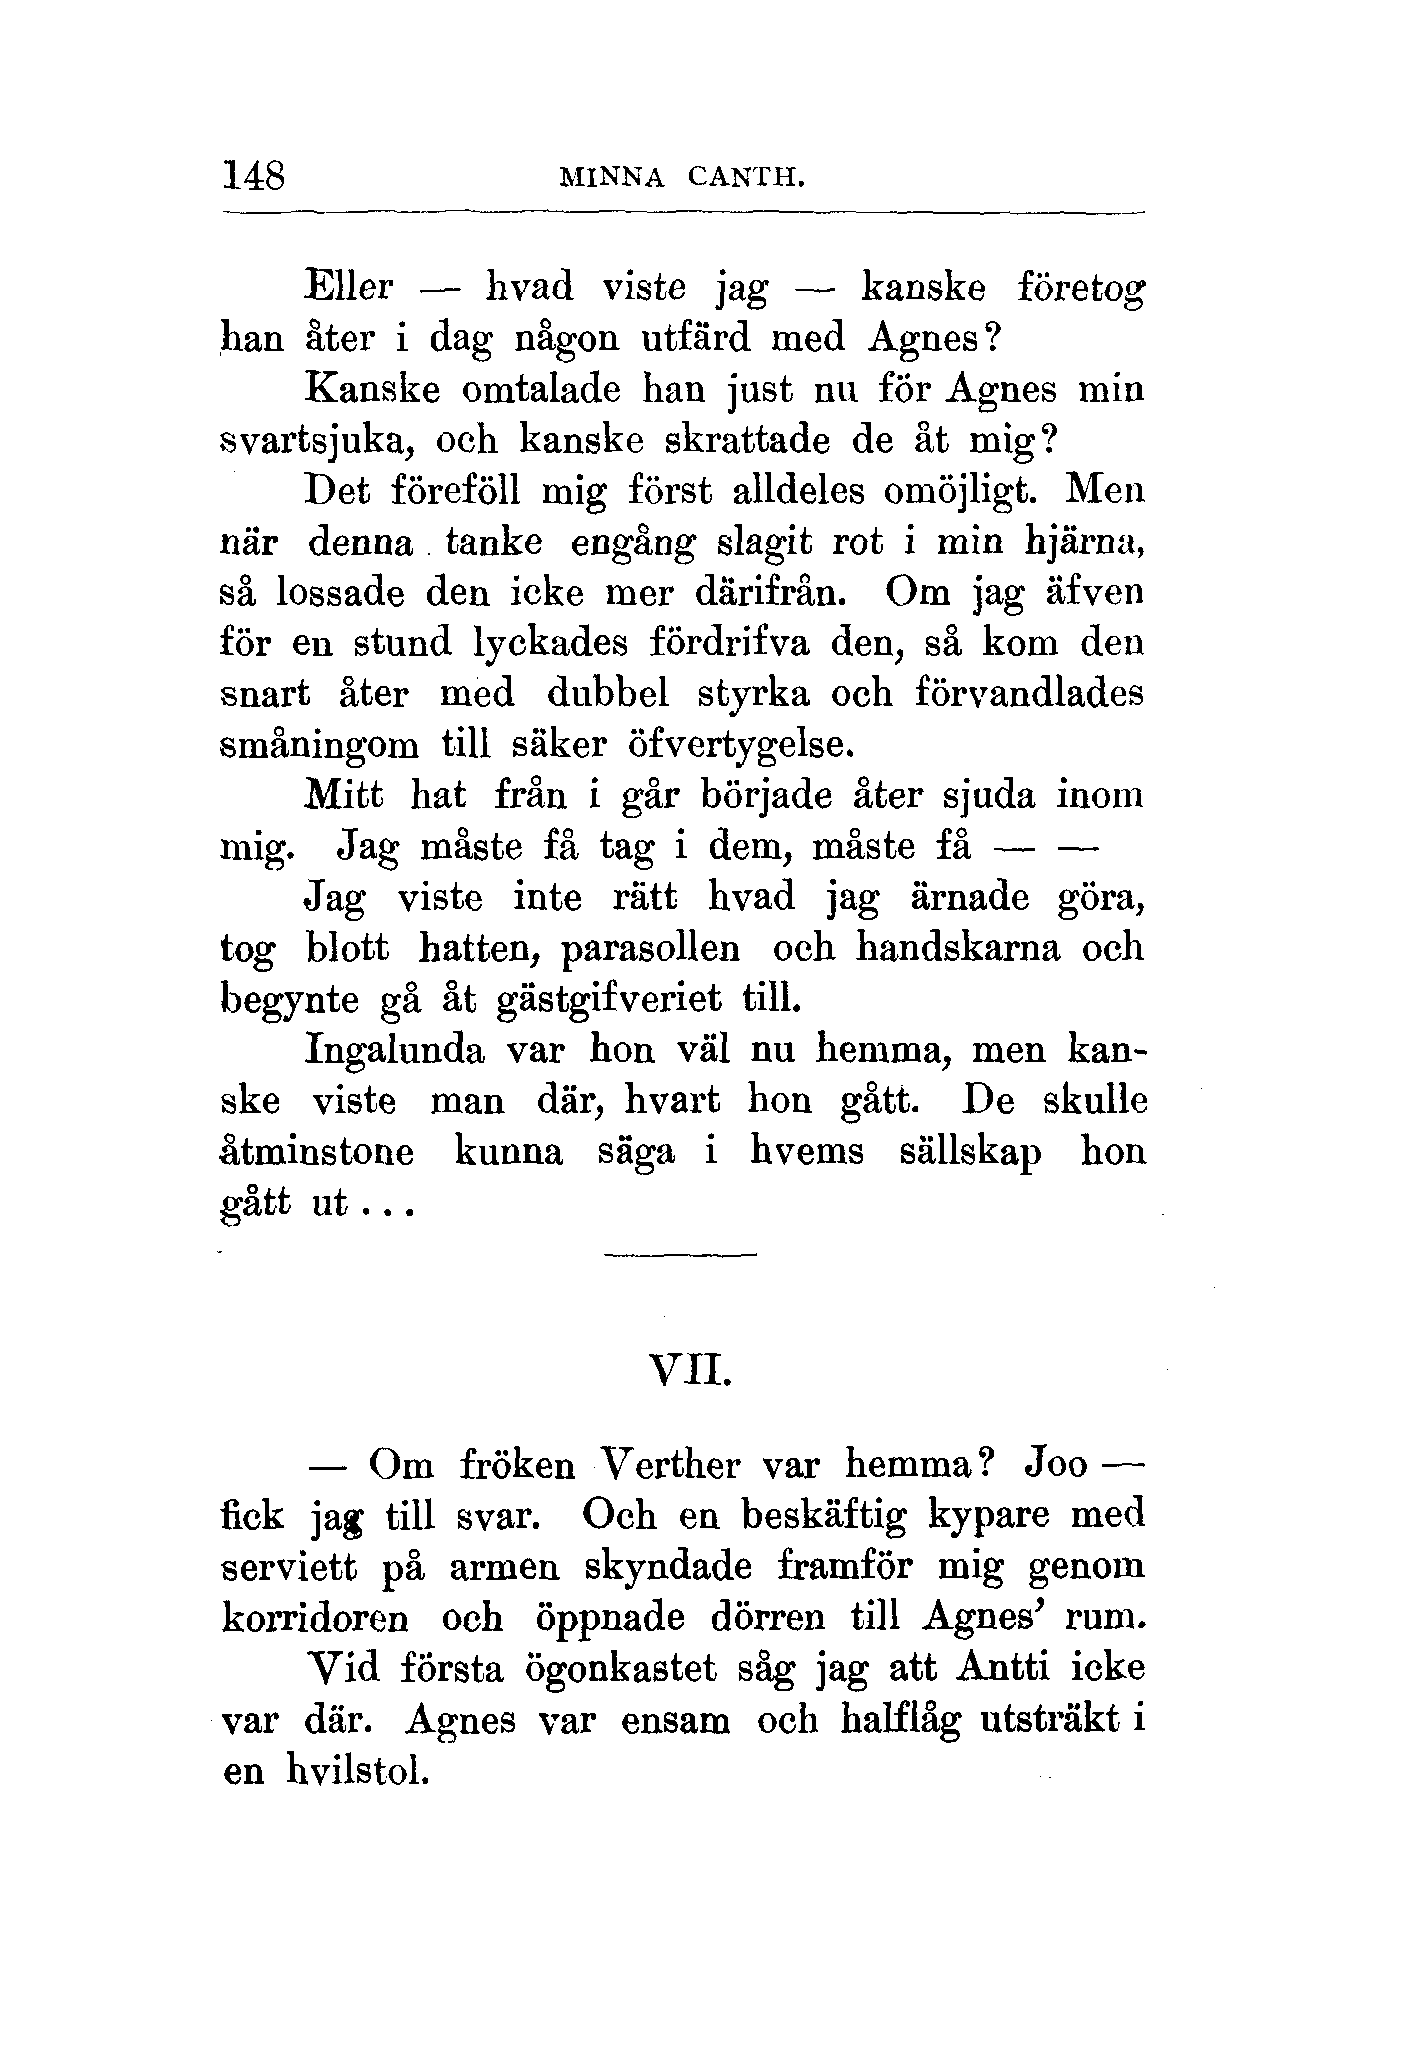 148 MINNA CANTH.
Eller — hvad viste jag — kanske företog
han åter i dag någon utfärd med Agnes?
Kanske omtalade han just nu för Agnes min
svartsjuka, och kanske skrattade de åt mig?
Det föreföll mig först alldeles omöjligt. Men
när denna tanke engång slagit rot i min hjärna,
så lossade den icke mer därifrån. Om jag äfven
för en stund lyckades fördrifva den, så kom den
snart åter med dubbel styrka och förvandlades
småningom till säker öfvertygelse.
Mitt hat från i går började åter sjuda inom
mig. Jag måste få tag i dem, måste få — —
Jag viste inte rätt hvad jag ärnade göra,
tog blott hatten, parasollen och handskarna och
begynte gå åt gästgifveriet till.
Ingalunda var hon väl nu hemma, men kan-
ske viste man där, hvart hon gått. De skulle
åtminstone kunna säga i hvems sällskap hon
gått ut . . .
VII.
— Om fröken Verther var hemma? Joo —
fick jag till svar. Och en beskäftig kypare med
serviett på armen skyndade framför mig genom
korridoren och öppnade dörren till Agnes’ rum.
Vid första ögonkastet såg jag att Antti icke
var där. Agnes var ensam och halflåg utsträkt i
en hvilstol.